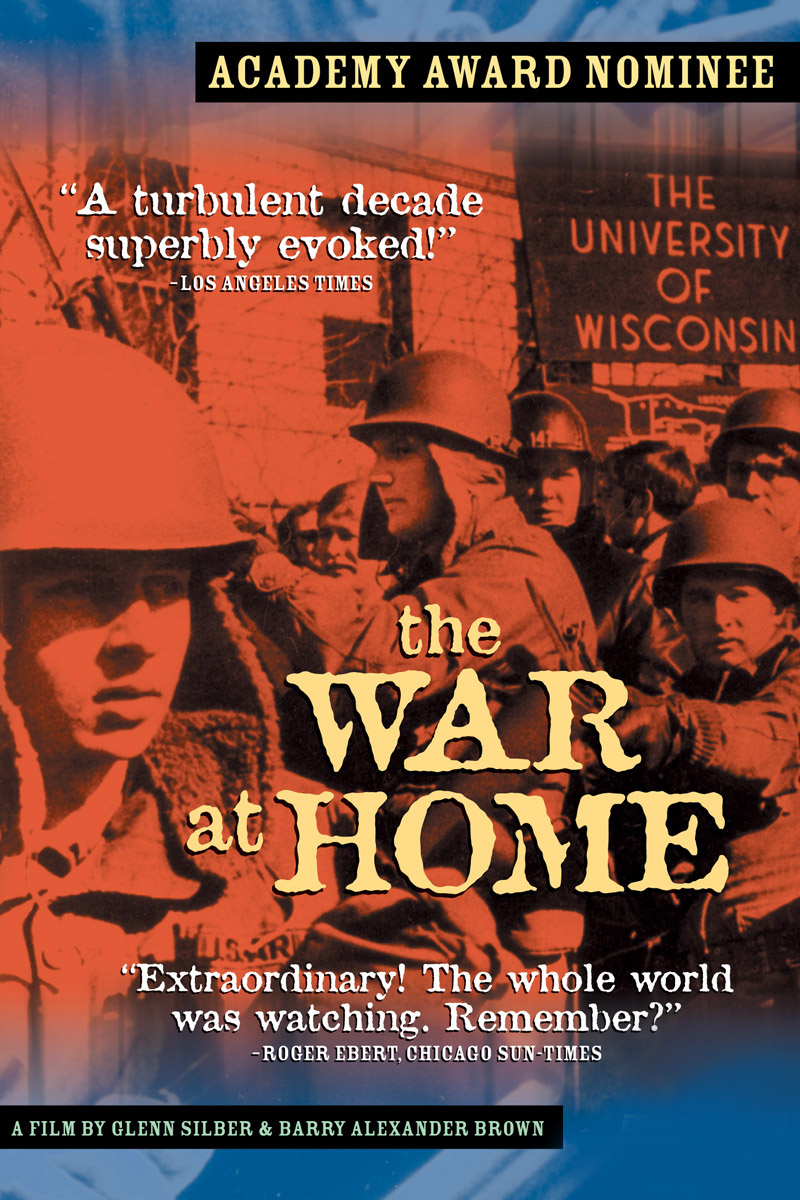 ACADEMY AWARD NOMINEE
“A turbulent decade
superbly evoked!”
-LOS ANGELES TIMES
THE
UNIVERSITY
OF
WISCONSIN
147
the
WAR
at HOME
“Extraordinary! The whole world
was watching. Remember?”
-ROGER EBERT, CHICAGO SUN-TIMES
A FILM BY GLENN SILBER & BARRY ALEXANDER BROWN